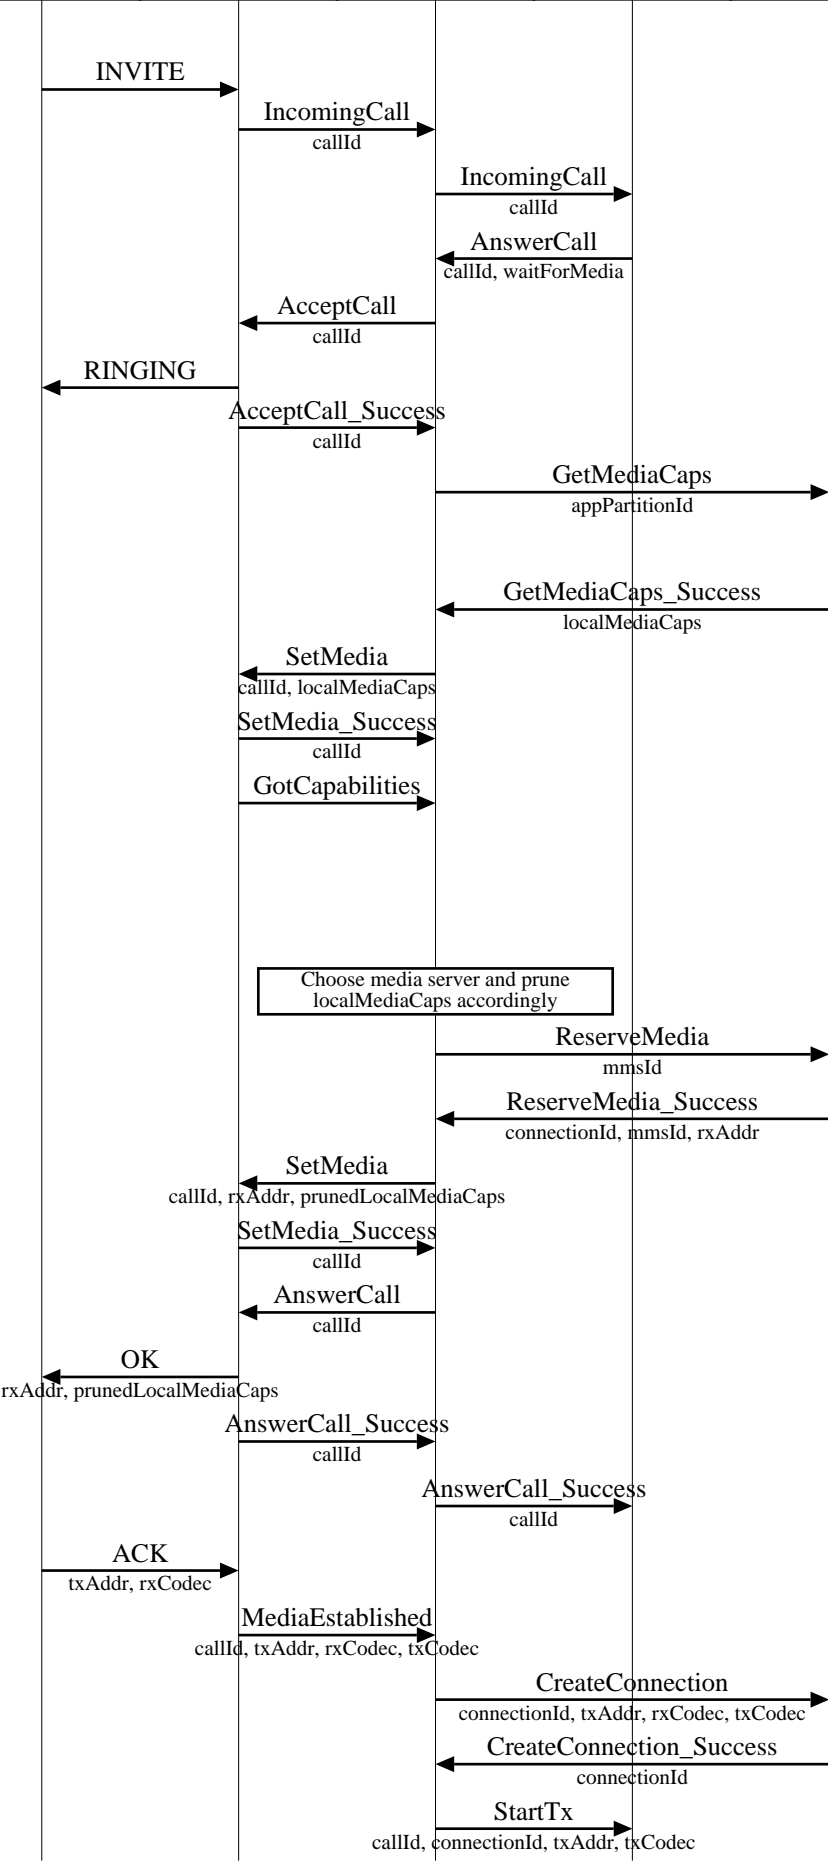 INVITE
IncomingCall
callId
IncomingCall
callId
AnswerCall
callId, waitForMedia
AcceptCall
callId
RINGING
AcceptCall_Success
callId
GetMediaCaps
appPartitionId
GetMediaCaps_Success
localMediaCaps
SetMedia
callId, localMediaCaps
SetMedia_Success
callId
GotCapabilities
Choose media server and prune
localMediaCaps accordingly
ReserveMedia
mmsId
ReserveMedia_Success
connectionId, mmsId, rxAddr
SetMedia
callId, rxAddr, prunedLocalMediaCaps
SetMedia_Success
callId
AnswerCall
callId
OK
rxAddr, prunedLocalMediaCaps
AnswerCall_Success
callId
AnswerCall_Success
callId
ACK
txAddr, rxCodec
MediaEstablished
callId, txAddr, rxCodec, txCodec
CreateConnection
connectionId, txAddr, rxCodec, txCodec
CreateConnection_Success
connectionId
StartTx
callId, connectionId, txAddr, txCodec